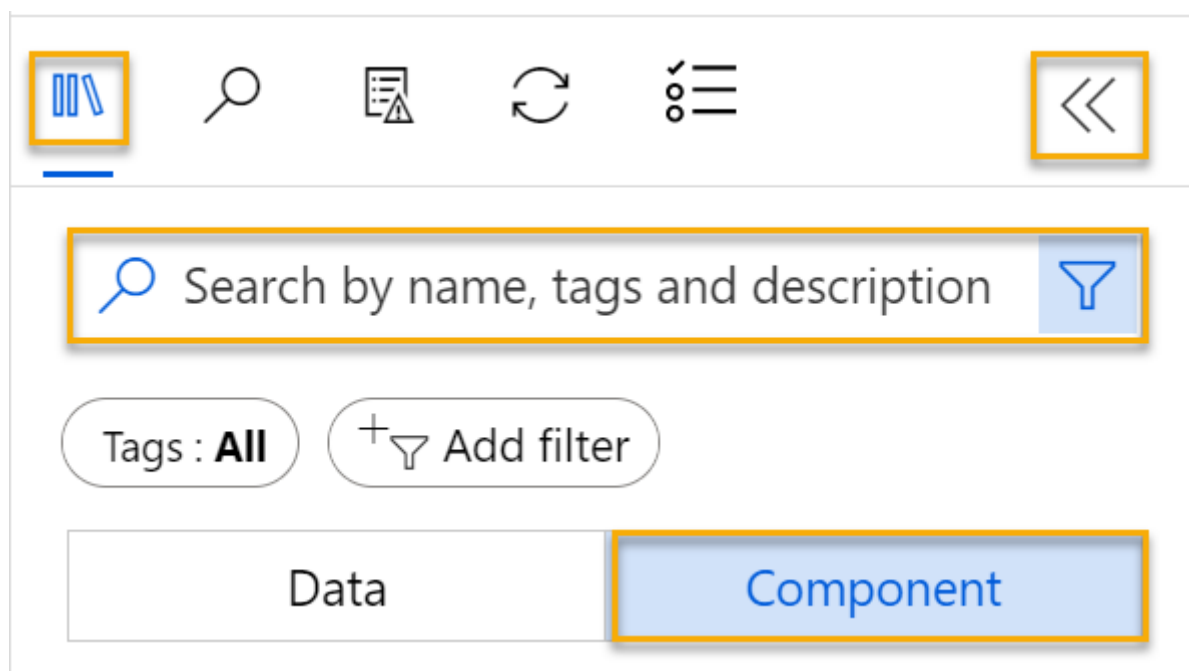 Search by name, tags and description
Tags : All
Add filter
Data
Component